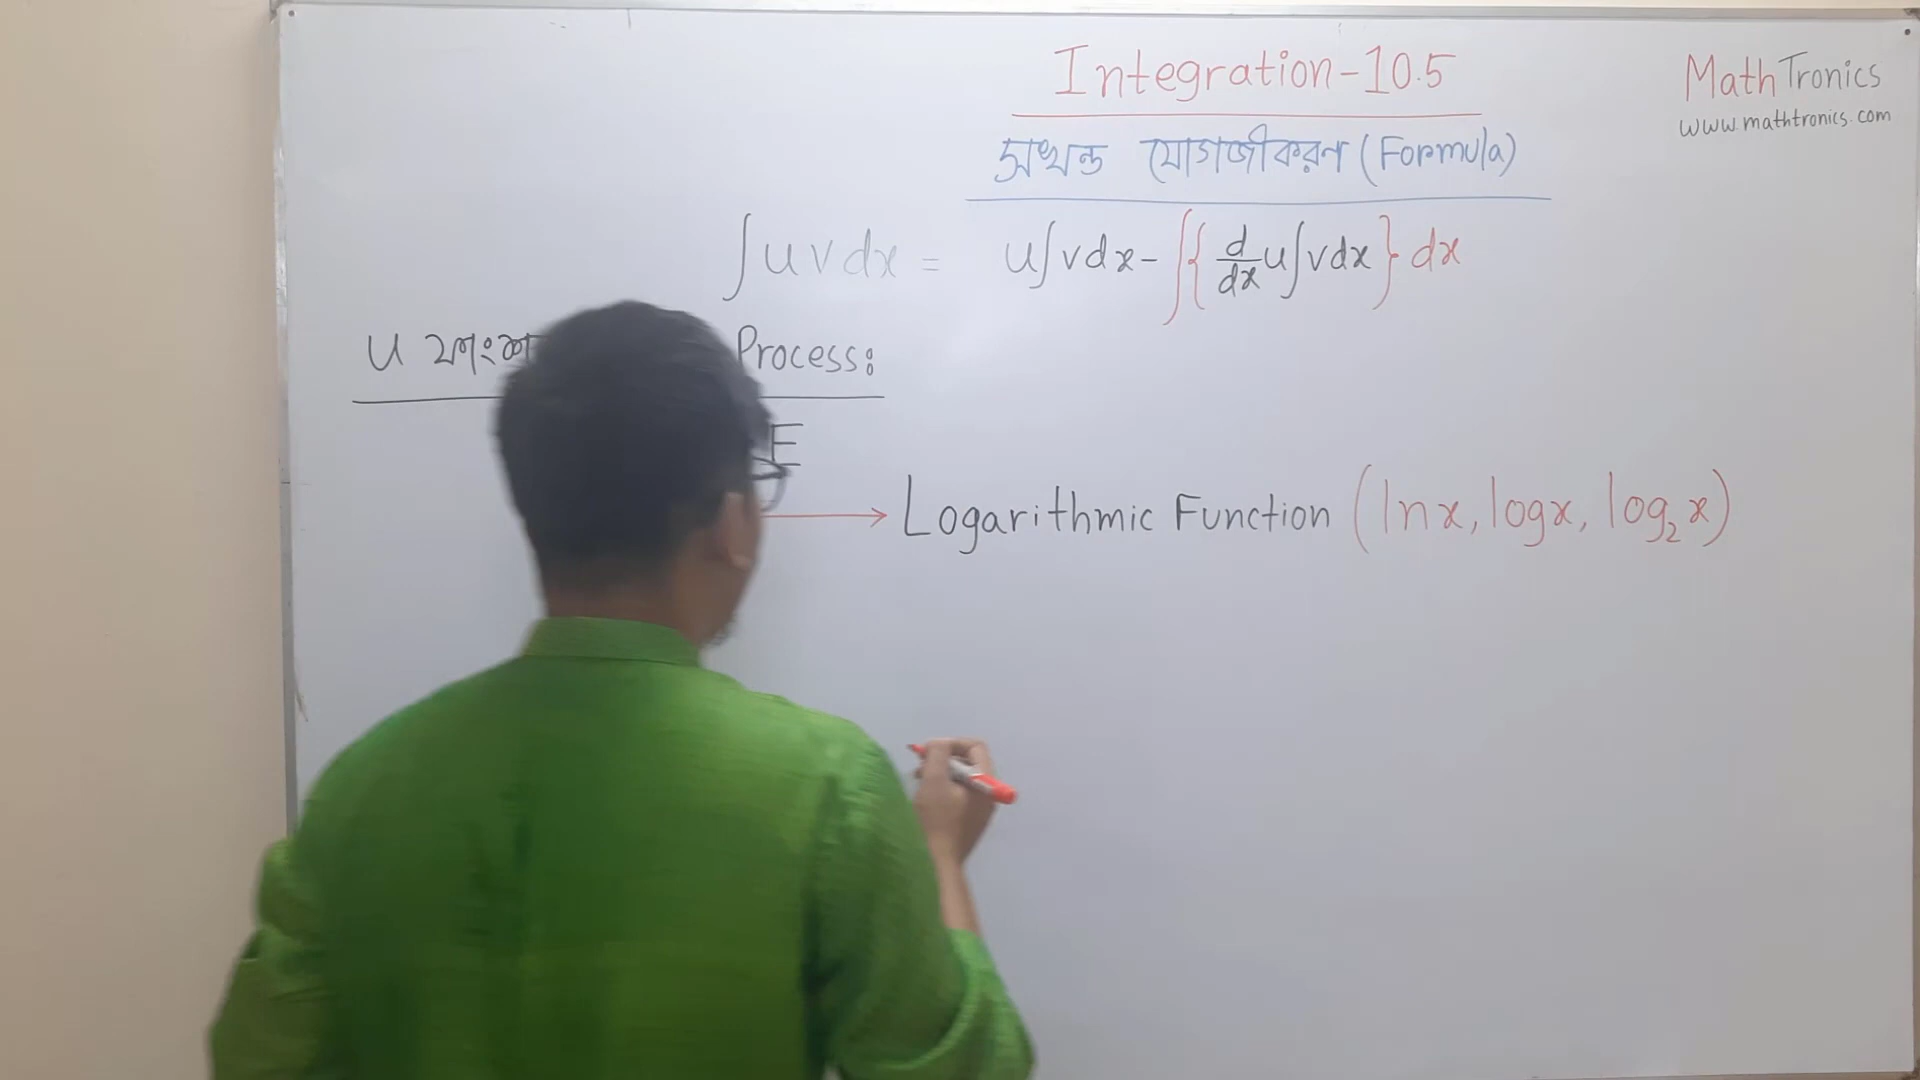 Integration-10.5
MathTronics
www.mathtronics.com
অখন্ড যোগজীকরণ (Formula)
∫uvdx = u∫vdx-∫{d/dx u∫vdx}dx
U Process:
E
→ Logarithmic Function (lnx, logx, log₂x)